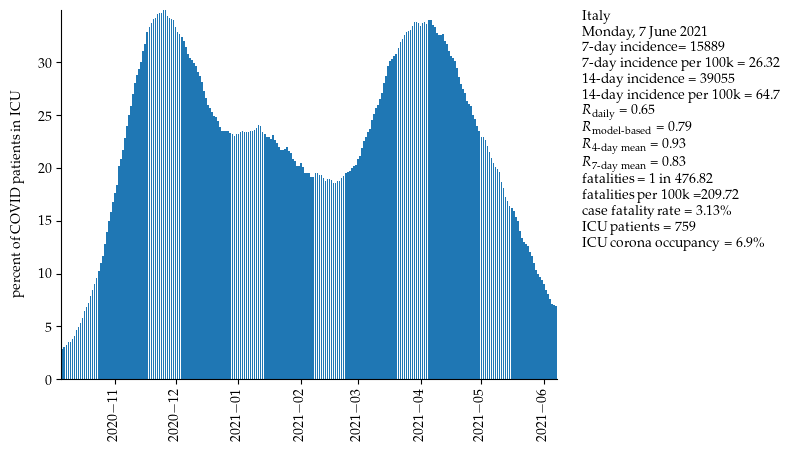 Italy
Monday, 7 June 2021
7-day incidence= 15889
7-day incidence per 100k = 26.32
14-day incidence = 39055
14-day incidence per 100k = 64.7
R daily = 0.65
R model-based = 0.79
R 4-day mean = 0.93
R 7-day mean = 0.83
fatalities = 1 in 476.82
fatalities per 100k =209.72
case fatality rate = 3.13%
ICU patients = 759
ICU corona occupancy = 6.9%
percent of COVID patients in ICU
30
25
20
15
10
5
0
2020−11
2020−12
2021−01
2021−02
2021−03
2021−04
2021−05
2021−06